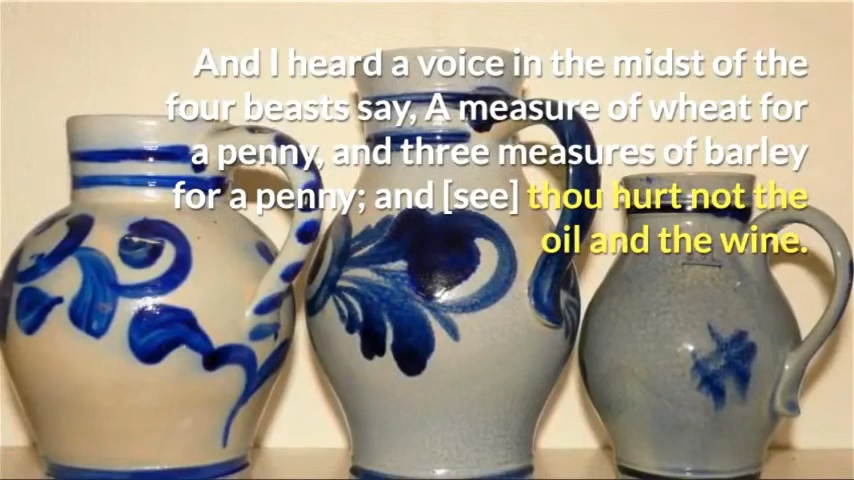 And I heard a voice in the midst of the
four beasts say, A measure of wheat for
a penny, and three measures of barley
for a penny; and [see] thou hurt not the
oil and the wine.